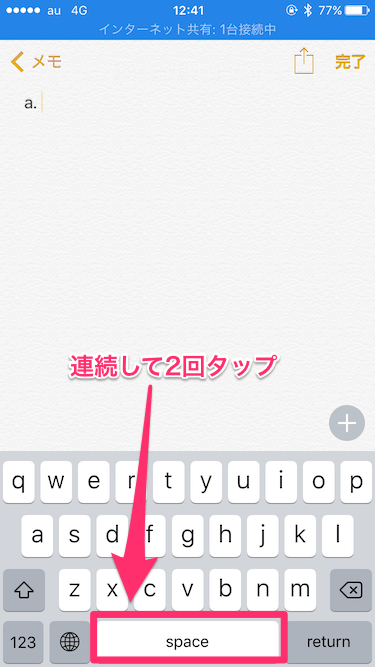 au 4G 12:41 77%
インターネット共有: 1台接続中
メモ 完了
a.
連続して2回タップ
q w e r t y u i o p
a s d f g h j k l
z x c v b n m
123 space return